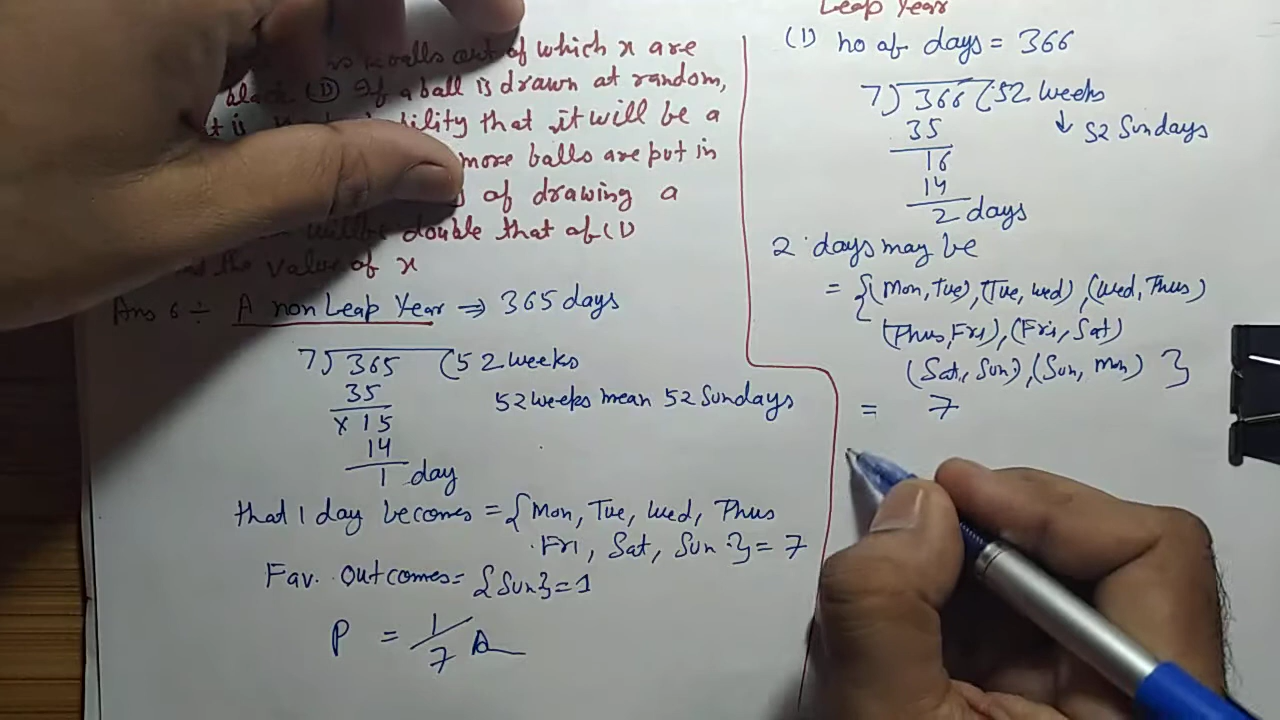 balls out of which x are
black (I) If a ball is drawn at random,
bility that it will be a
more balls are put in
of drawing a
will be double that of (I)
the value of x
Ans 6 ÷ A non Leap Year ⇒ 365 days
7) 365 (52 weeks
35
x 15
14
1 day
52 weeks mean 52 Sundays
that 1 day becomes = {Mon, Tue, Wed, Thus
Fri, Sat, Sun} = 7
Fav. Outcomes = {Sun} = 1
P = 1/7 A
Leap Year
(1) no of days = 366
7) 366 (52 weeks
↓ 52 Sundays
35
16
14
2 days
2 days may be
= {(Mon, Tue), (Tue, Wed), (Wed, Thus)
(Thus, Fri), (Fri, Sat)
(Sat, Sun), (Sun, Mon) }
= 7